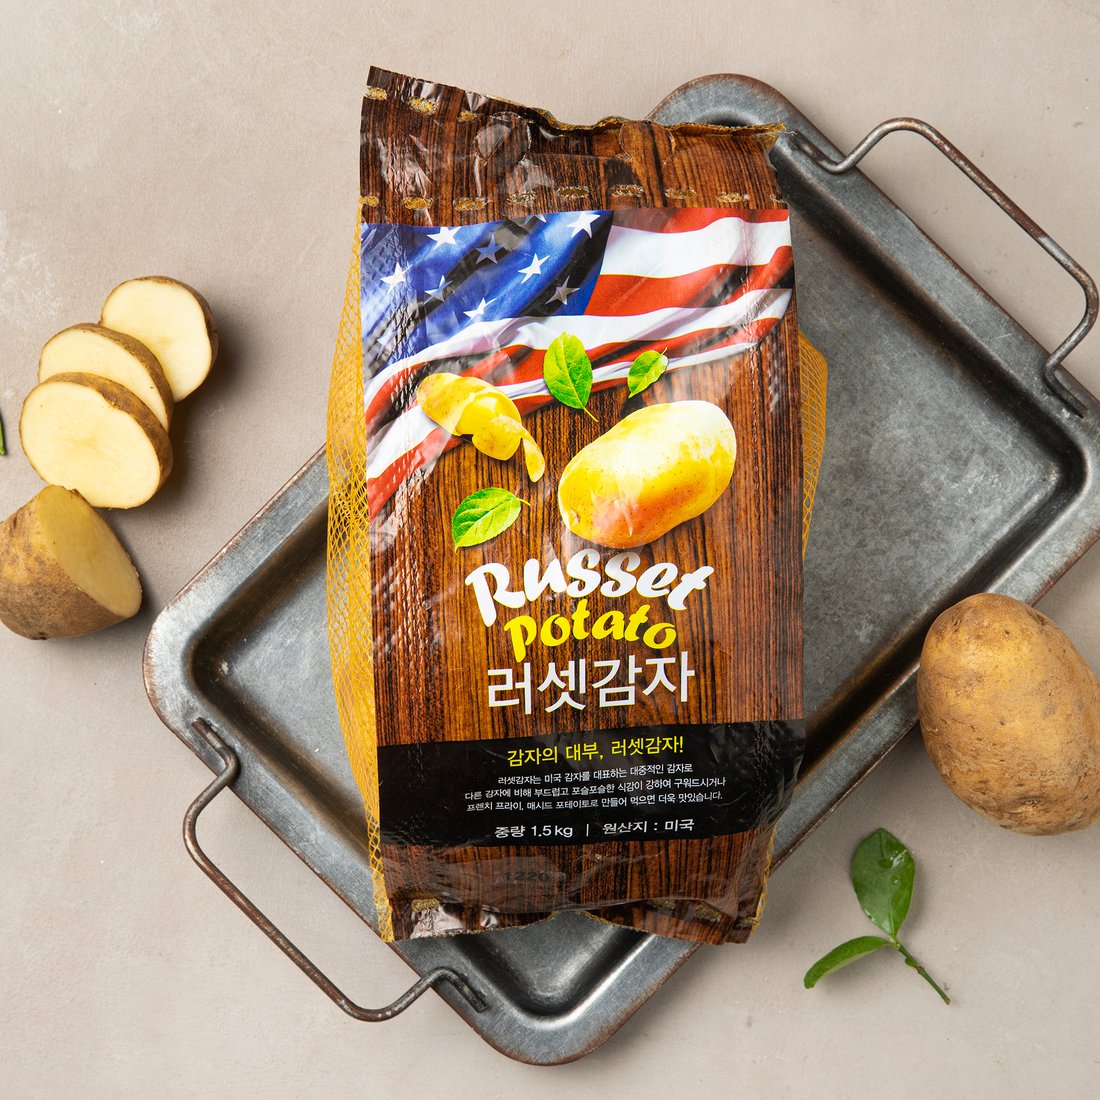 Russet
potato
러셋감자
감자의 대부, 러셋감자!
러셋감자는 미국 감자를 대표하는 대중적인 감자로
다른 감자에 비해 부드럽고 포슬포슬한 식감이 강하여 구워드시거나
프렌치 프라이, 매시드 포테이토로 만들어 먹으면 더욱 맛있습니다.
중량 1.5kg | 원산지 : 미국